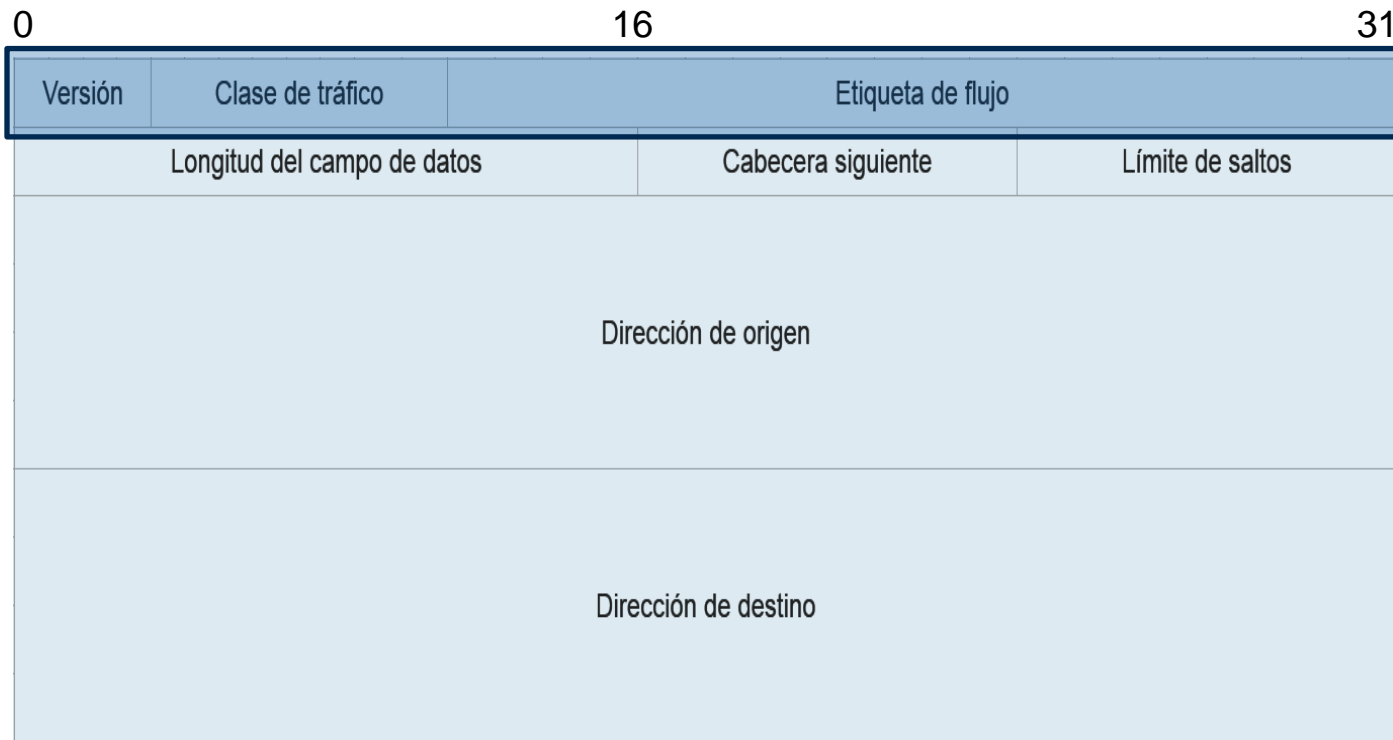 0 16 31
Versión Clase de tráfico Etiqueta de flujo
Longitud del campo de datos Cabecera siguiente Límite de saltos
Dirección de origen
Dirección de destino